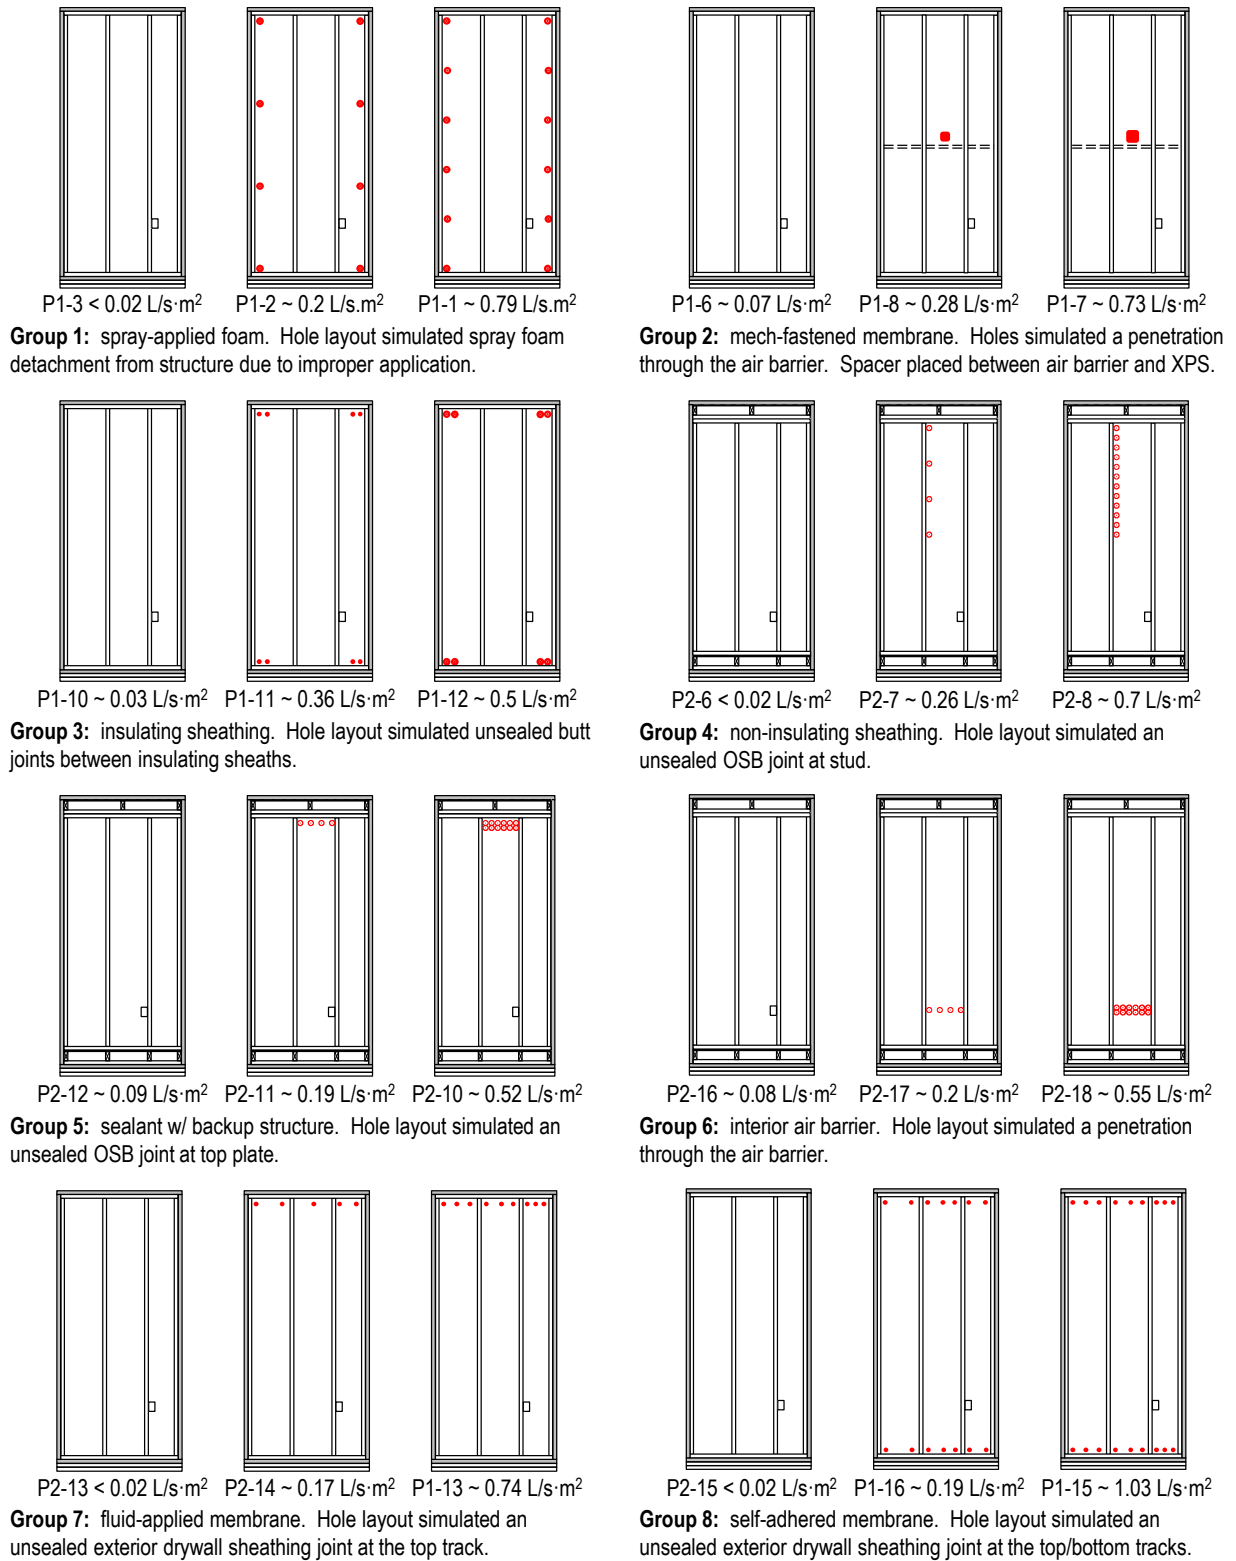 P1-3 < 0.02 L/s·m²
P1-2 ~ 0.2 L/s.m²
P1-1 ~ 0.79 L/s.m²
Group 1: spray-applied foam. Hole layout simulated spray foam
detachment from structure due to improper application.
P1-6 ~ 0.07 L/s·m²
P1-8 ~ 0.28 L/s·m²
P1-7 ~ 0.73 L/s·m²
Group 2: mech-fastened membrane. Holes simulated a penetration
through the air barrier. Spacer placed between air barrier and XPS.
P1-10 ~ 0.03 L/s·m²
P1-11 ~ 0.36 L/s·m²
P1-12 ~ 0.5 L/s·m²
Group 3: insulating sheathing. Hole layout simulated unsealed butt
joints between insulating sheaths.
P2-6 < 0.02 L/s·m²
P2-7 ~ 0.26 L/s·m²
P2-8 ~ 0.7 L/s·m²
Group 4: non-insulating sheathing. Hole layout simulated an
unsealed OSB joint at stud.
P2-12 ~ 0.09 L/s·m²
P2-11 ~ 0.19 L/s·m²
P2-10 ~ 0.52 L/s·m²
Group 5: sealant w/ backup structure. Hole layout simulated an
unsealed OSB joint at top plate.
P2-16 ~ 0.08 L/s·m²
P2-17 ~ 0.2 L/s·m²
P2-18 ~ 0.55 L/s·m²
Group 6: interior air barrier. Hole layout simulated a penetration
through the air barrier.
P2-13 < 0.02 L/s·m²
P2-14 ~ 0.17 L/s·m²
P1-13 ~ 0.74 L/s·m²
Group 7: fluid-applied membrane. Hole layout simulated an
unsealed exterior drywall sheathing joint at the top track.
P2-15 < 0.02 L/s·m²
P1-16 ~ 0.19 L/s·m²
P1-15 ~ 1.03 L/s·m²
Group 8: self-adhered membrane. Hole layout simulated an
unsealed exterior drywall sheathing joint at the top/bottom tracks.